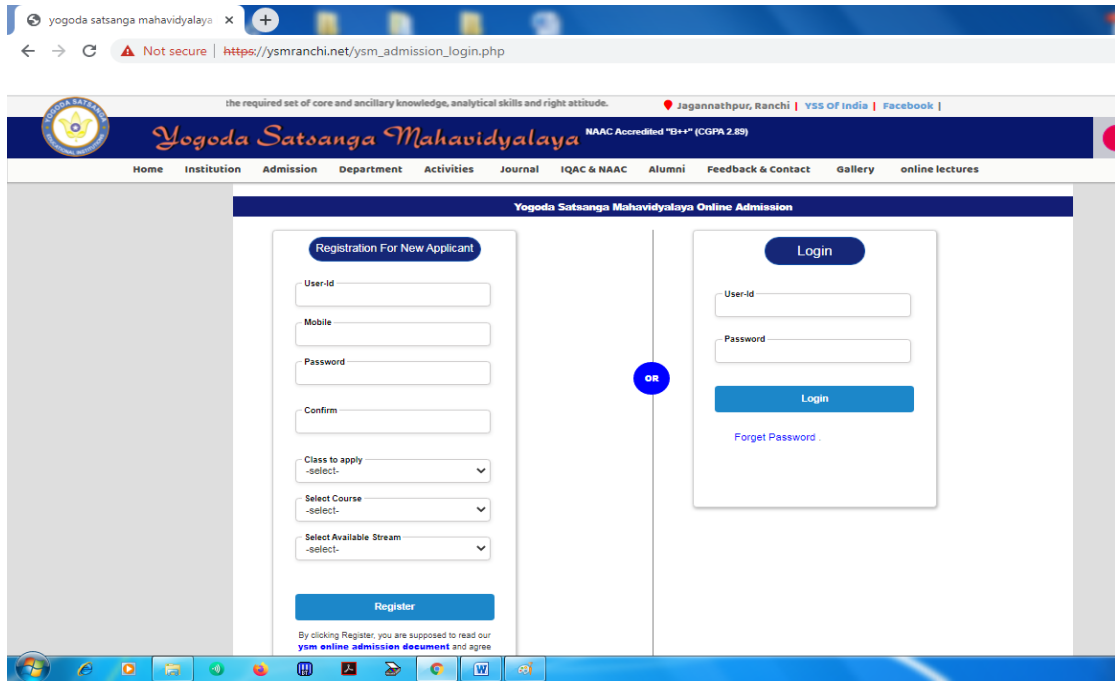 yogoda satsanga mahavidyalaya
Not secure | https://ysmranchi.net/ysm_admission_login.php
the required set of core and ancillary knowledge, analytical skills and right attitude.
Jagannathpur, Ranchi | YSS Of India | Facebook |
Yogoda Satsanga Mahavidyalaya NAAC Accredited "B++" (CGPA 2.89)
Home Institution Admission Department Activities Journal IQAC & NAAC Alumni Feedback & Contact Gallery online lectures
Yogoda Satsanga Mahavidyalaya Online Admission
Registration For New Applicant
User-Id
Mobile
Password
Confirm
Class to apply
-select-
Select Course
-select-
Select Available Stream
-select-
Register
By clicking Register, you are supposed to read our
ysm online admission document and agree
OR
Login
User-Id
Password
Login
Forget Password .